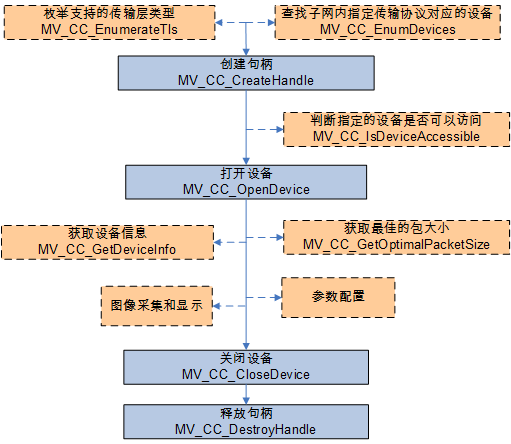 枚举支持的传输层类型
MV_CC_EnumerateTls
查找子网内指定传输协议对应的设备
MV_CC_EnumDevices
创建句柄
MV_CC_CreateHandle
判断指定的设备是否可以访问
MV_CC_IsDeviceAccessible
打开设备
MV_CC_OpenDevice
获取设备信息
MV_CC_GetDeviceInfo
获取最佳的包大小
MV_CC_GetOptimalPacketSize
图像采集和显示
参数配置
关闭设备
MV_CC_CloseDevice
释放句柄
MV_CC_DestroyHandle